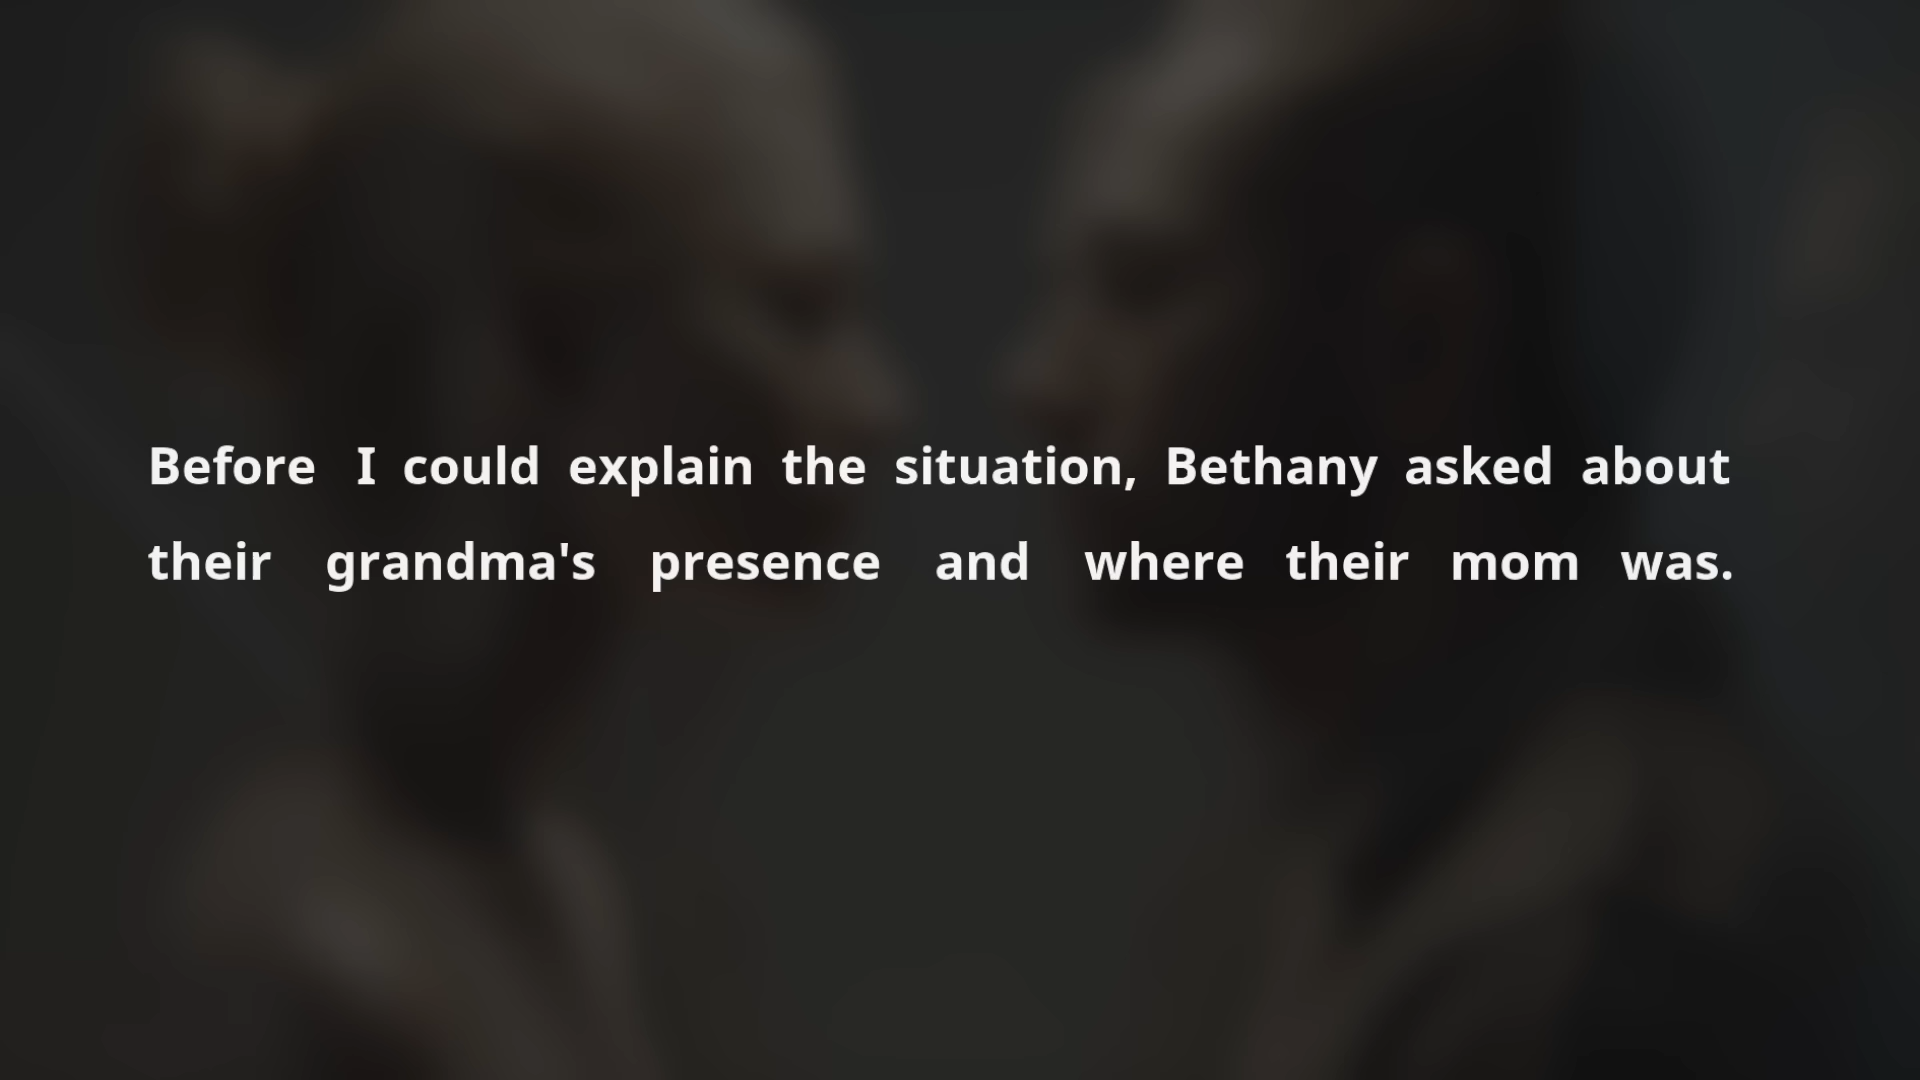 Before I could explain the situation, Bethany asked about
their grandma's presence and where their mom was.